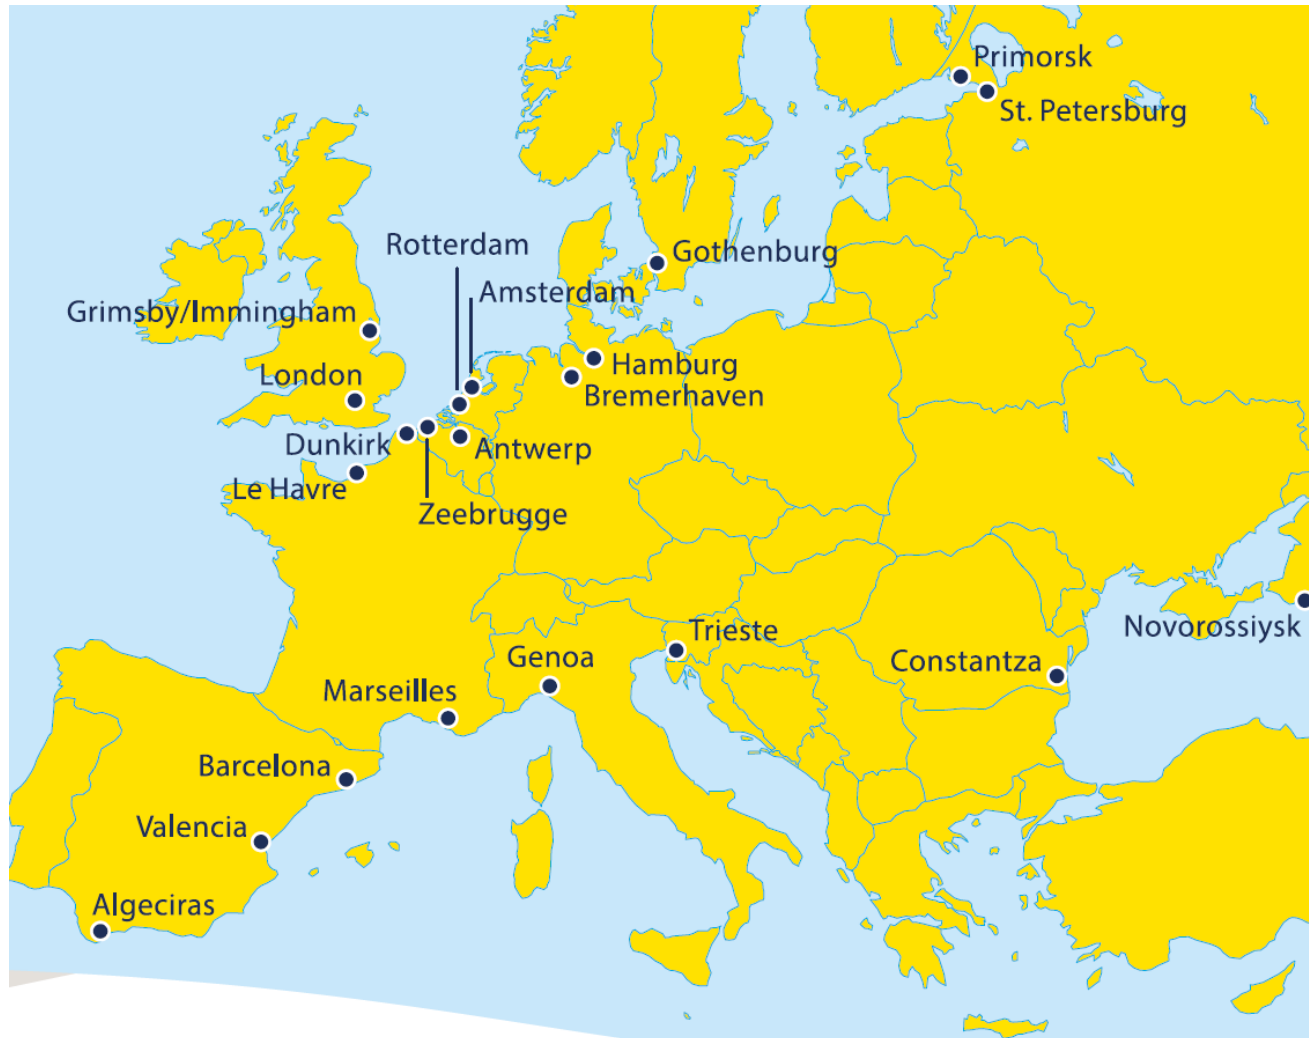 Primorsk
St. Petersburg
Rotterdam
Gothenburg
Amsterdam
Grimsby/Immingham
Hamburg
London
Bremerhaven
Dunkirk
Antwerp
Le Havre
Zeebrugge
Novorossiysk
Trieste
Genoa
Constantza
Marseilles
Barcelona
Valencia
Algeciras